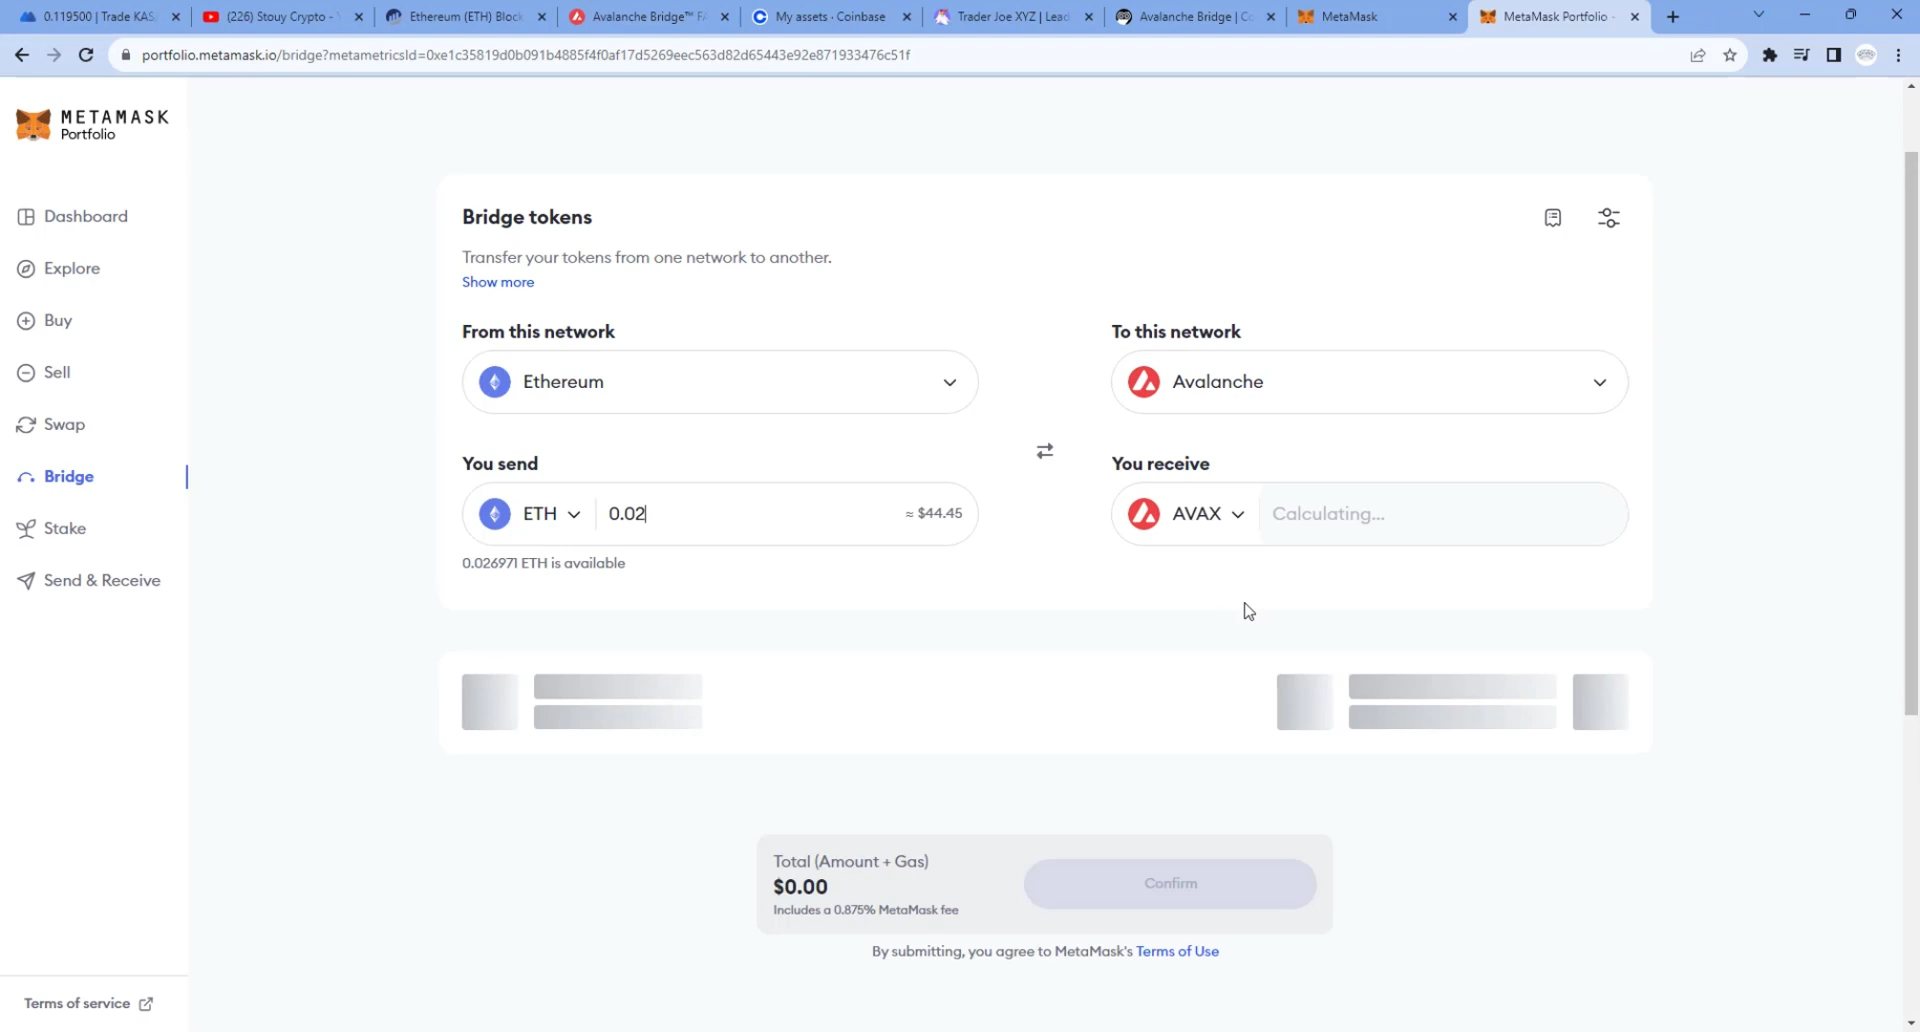 0.119500 | Trade KAS
(226) Stouy Crypto -
Ethereum (ETH) Block
Avalanche Bridge™ FA
My assets · Coinbase
Trader Joe XYZ | Lead
Avalanche Bridge | Co
MetaMask
MetaMask Portfolio -
portfolio.metamask.io/bridge?metametricsId=0xe1c35819d0b091b4885f4f0af17d5269eec563d82d65443e92e871933476c51f
METAMASK
Portfolio
Dashboard
Explore
Buy
Sell
Swap
Bridge
Stake
Send & Receive
Terms of service
Bridge tokens
Transfer your tokens from one network to another.
Show more
From this network
Ethereum
To this network
Avalanche
You send
ETH 0.02 ≈ $44.45
0.026971 ETH is available
You receive
AVAX Calculating...
Total (Amount + Gas)
$0.00
Includes a 0.875% MetaMask fee
Confirm
By submitting, you agree to MetaMask's Terms of Use